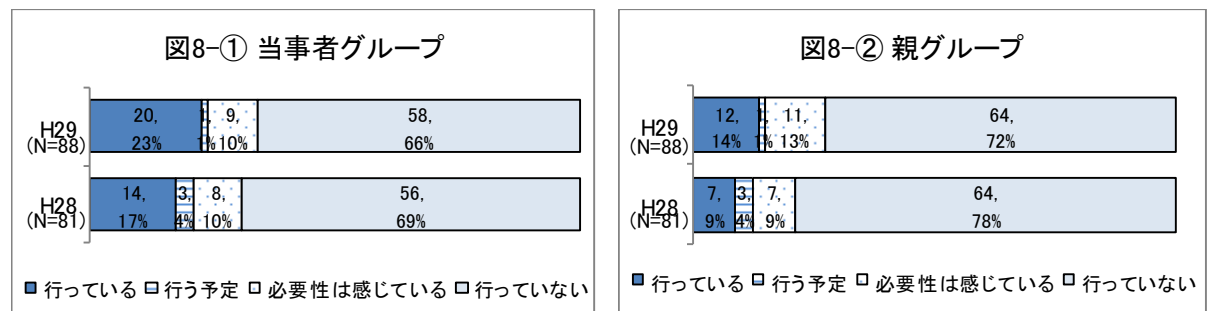 図8-① 当事者グループ
H29
(N=88)
20, 1, 9, 58,
23% 1% 10% 66%
H28
(N=81)
14, 3, 8, 56,
17% 4% 10% 69%
行っている 行う予定 必要性は感じている 行っていない
図8-② 親グループ
H29
(N=88)
12, 1, 11, 64,
14% 1% 13% 72%
H28
(N=81)
7, 3, 7, 64,
9% 4% 9% 78%
行っている 行う予定 必要性は感じている 行っていない